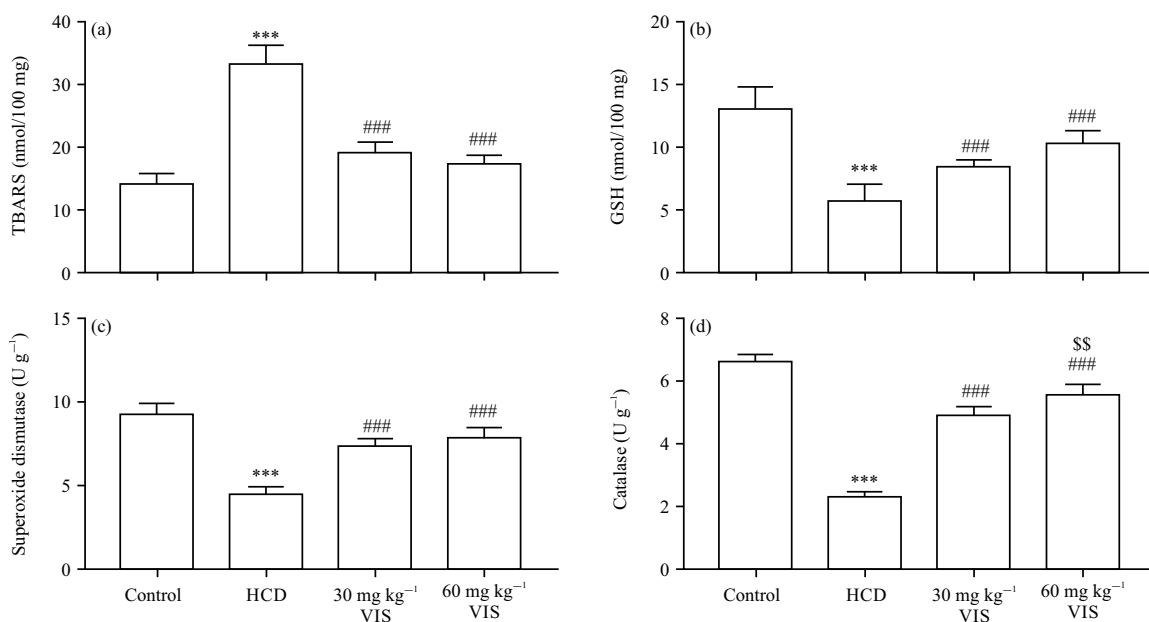 (a)
TBARS (nmol/100 mg)
40
30
20
10
0
***
###
###
(b)
GSH (nmol/100 mg)
20
15
10
5
0
***
###
###
(c)
Superoxide dismutase (U g⁻¹)
15
10
5
0
***
###
###
Control
HCD
30 mg kg⁻¹
VIS
60 mg kg⁻¹
VIS
(d)
Catalase (U g⁻¹)
8
6
4
2
0
***
###
$$
###
Control
HCD
30 mg kg⁻¹
VIS
60 mg kg⁻¹
VIS